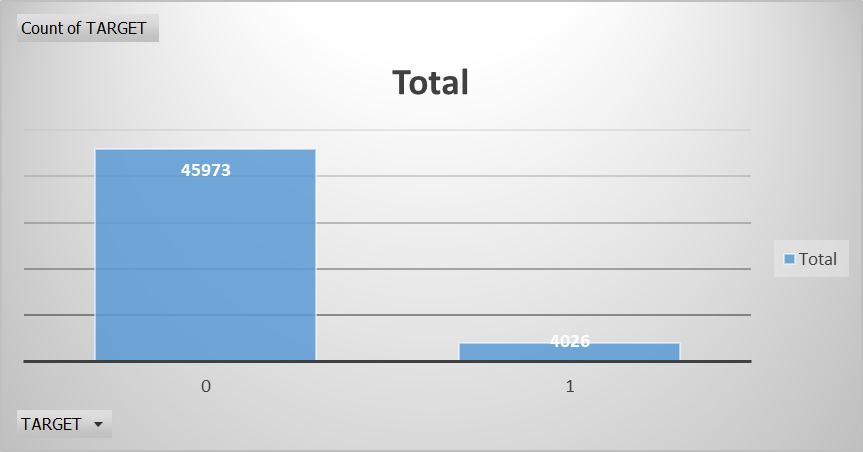 Count of TARGET
Total
45973
4026
Total
0
1
TARGET